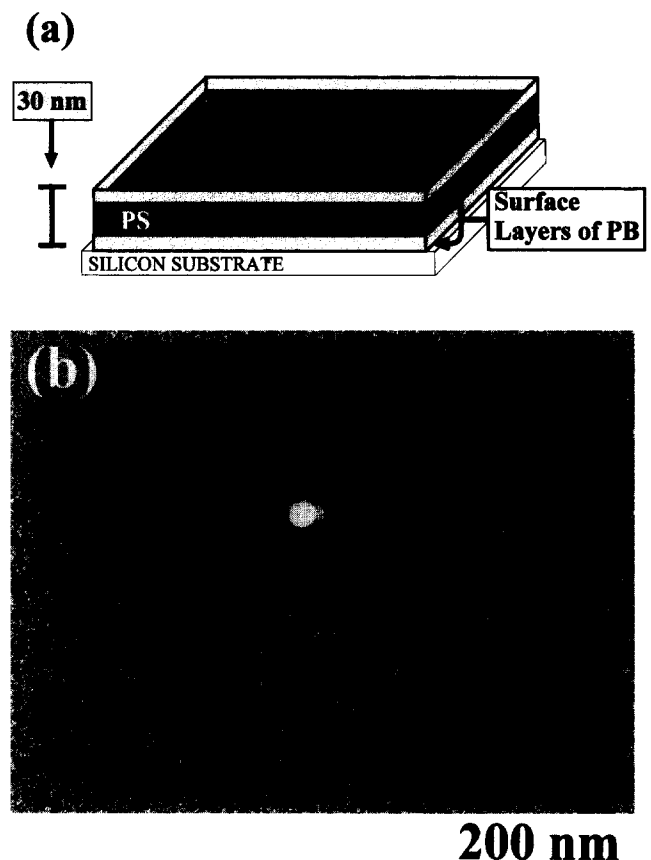 (a)
30 nm
PS
Surface
Layers of PB
SILICON SUBSTRATE
(b)
200 nm